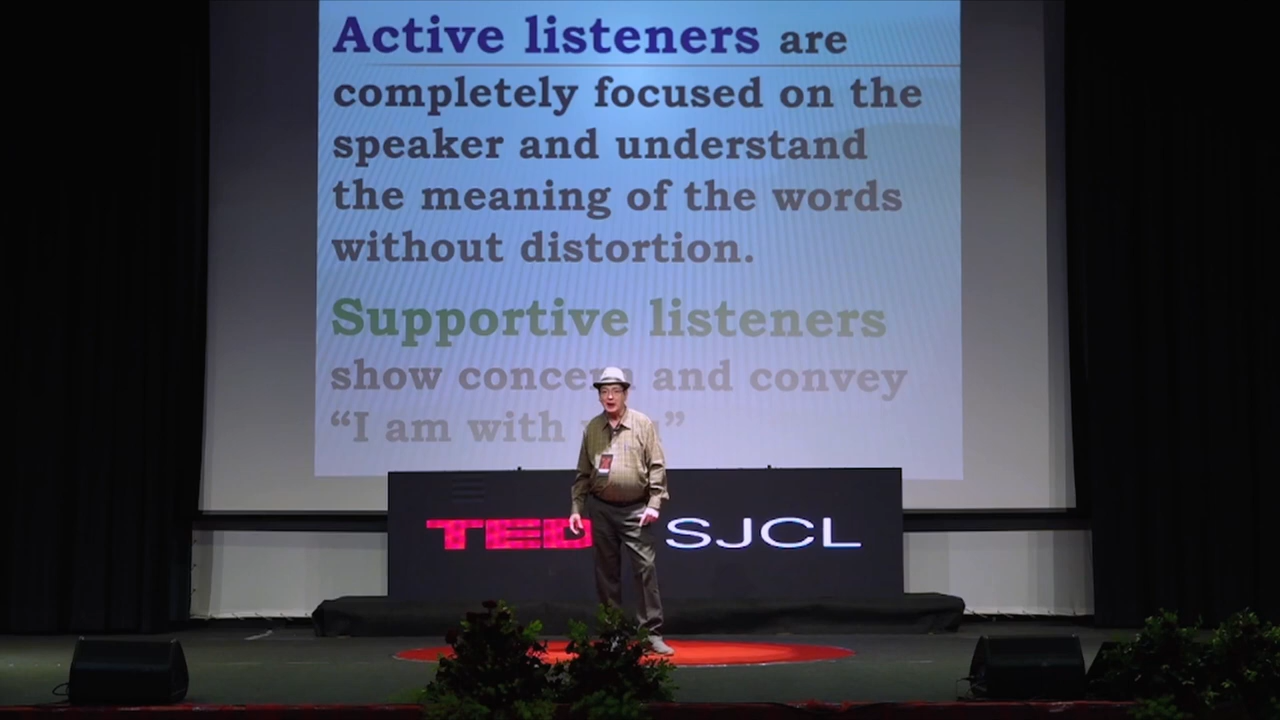 Active listeners are
completely focused on the
speaker and understand
the meaning of the words
without distortion.
Supportive listeners
show concern and convey
“I am with
”
TED SJCL